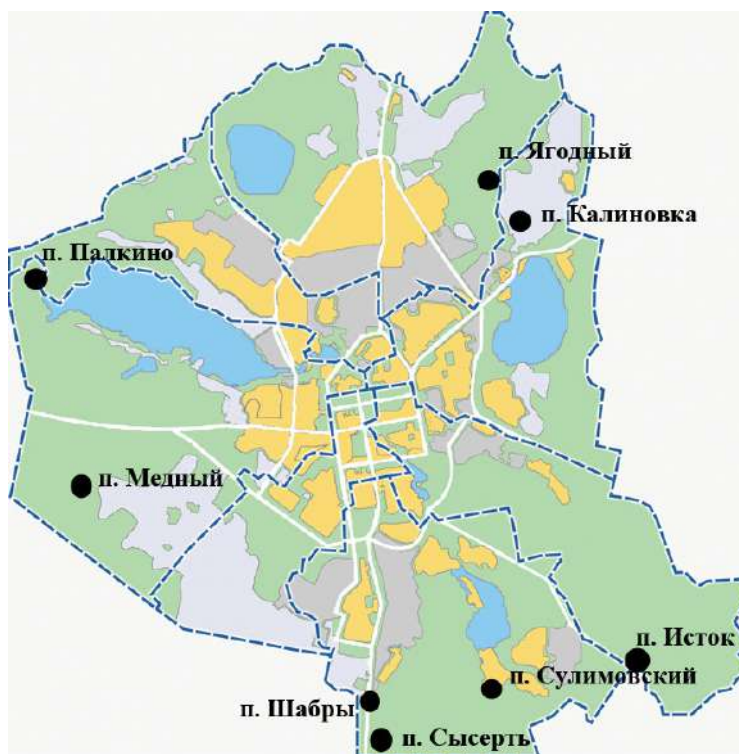 п. Ягодный
п. Калиновка
п. Палкино
п. Медный
п. Исток
п. Сулимовский
п. Шабры
п. Сысерть